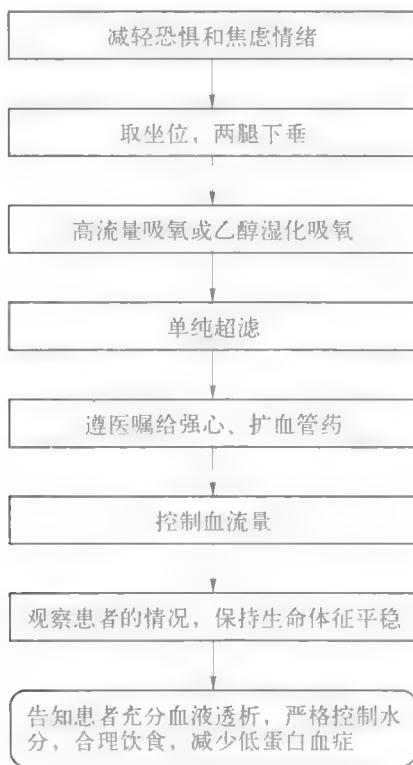 减轻恐惧和焦虑情绪
取坐位，两腿下垂
高流量吸氧或乙醇湿化吸氧
单纯超滤
遵医嘱给强心、扩血管药
控制血流量
观察患者的情况，保持生命体征平稳
告知患者充分血液透析，严格控制水
分，合理饮食，减少低蛋白血症